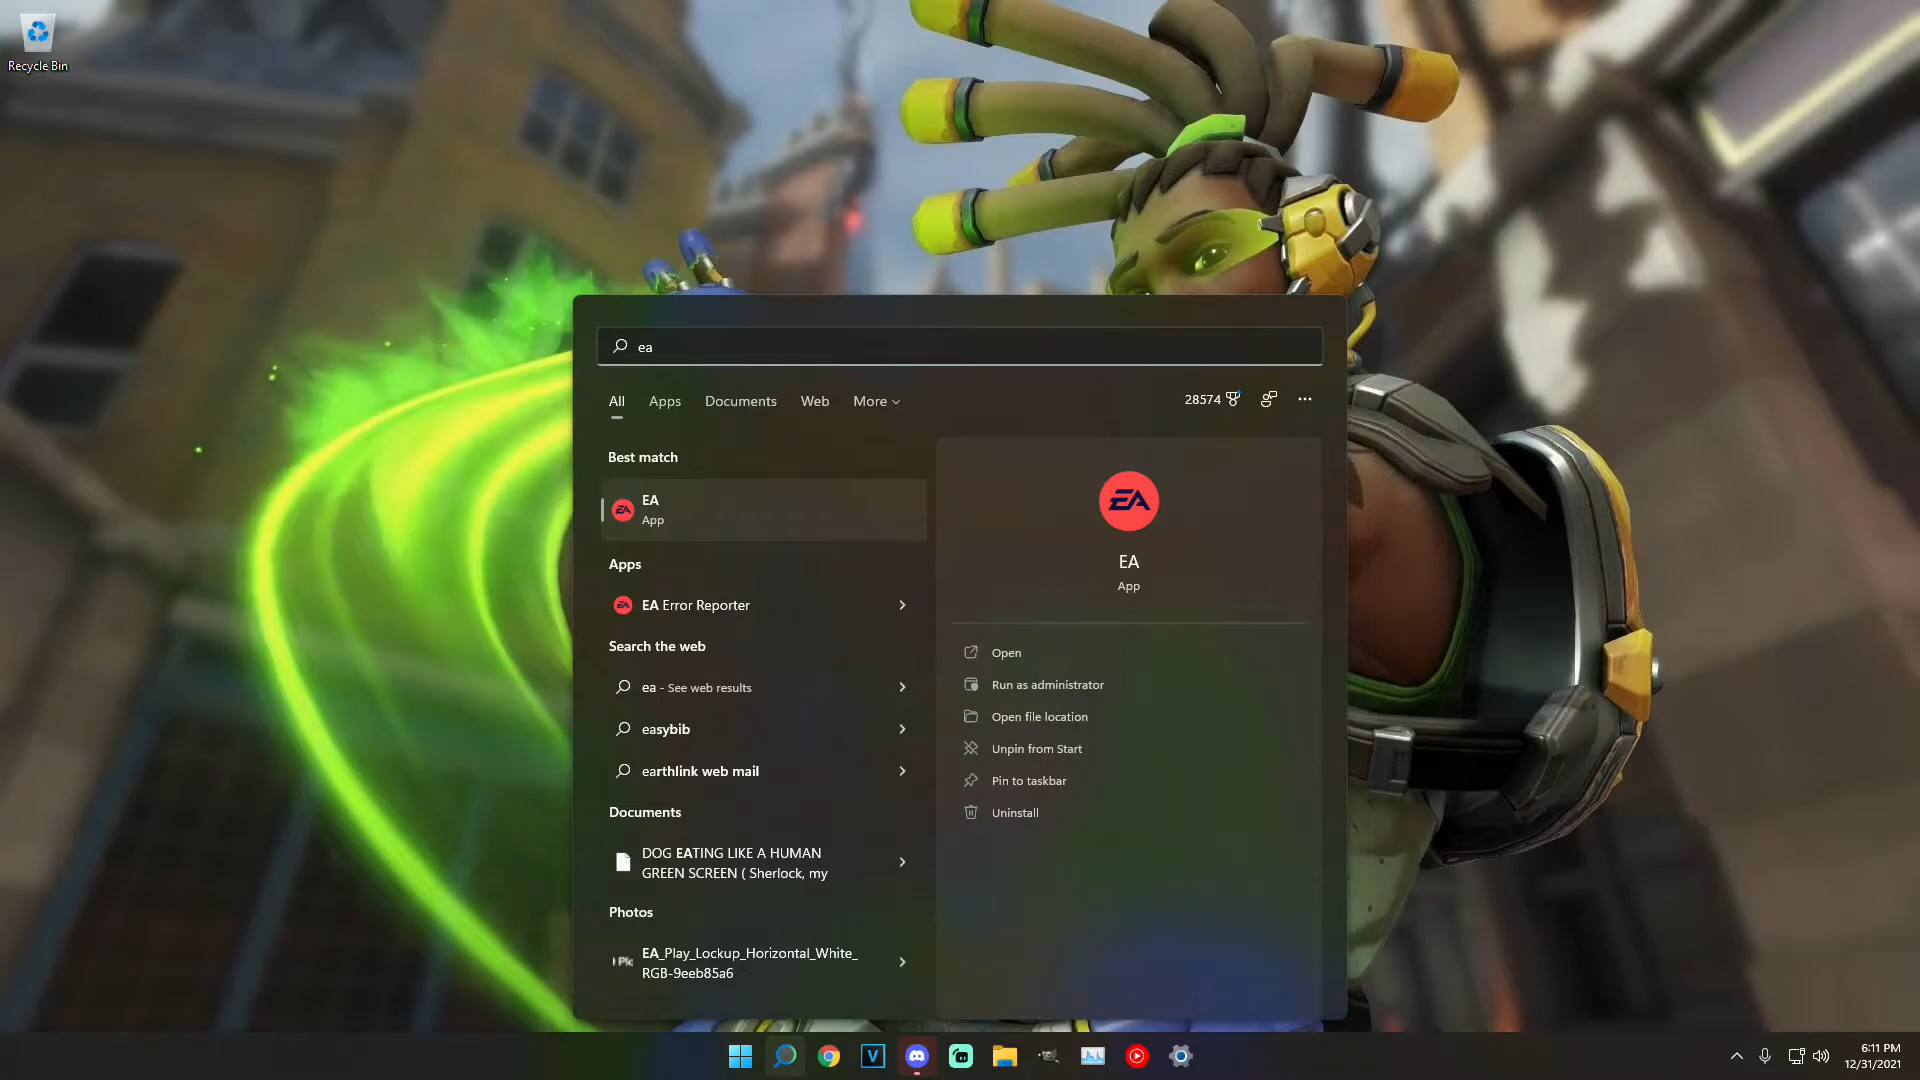 Recycle Bin
ea
All
Apps
Documents
Web
More
28574
Best match
EA
App
Apps
EA Error Reporter
Search the web
ea - See web results
easybib
earthlink web mail
Documents
DOG EATING LIKE A HUMAN
GREEN SCREEN ( Sherlock, my
Photos
EA_Play_Lockup_Horizontal_White_
RGB-9eeb85a6
EA
EA
App
Open
Run as administrator
Open file location
Unpin from Start
Pin to taskbar
Uninstall
V
6:11 PM
12/31/2021